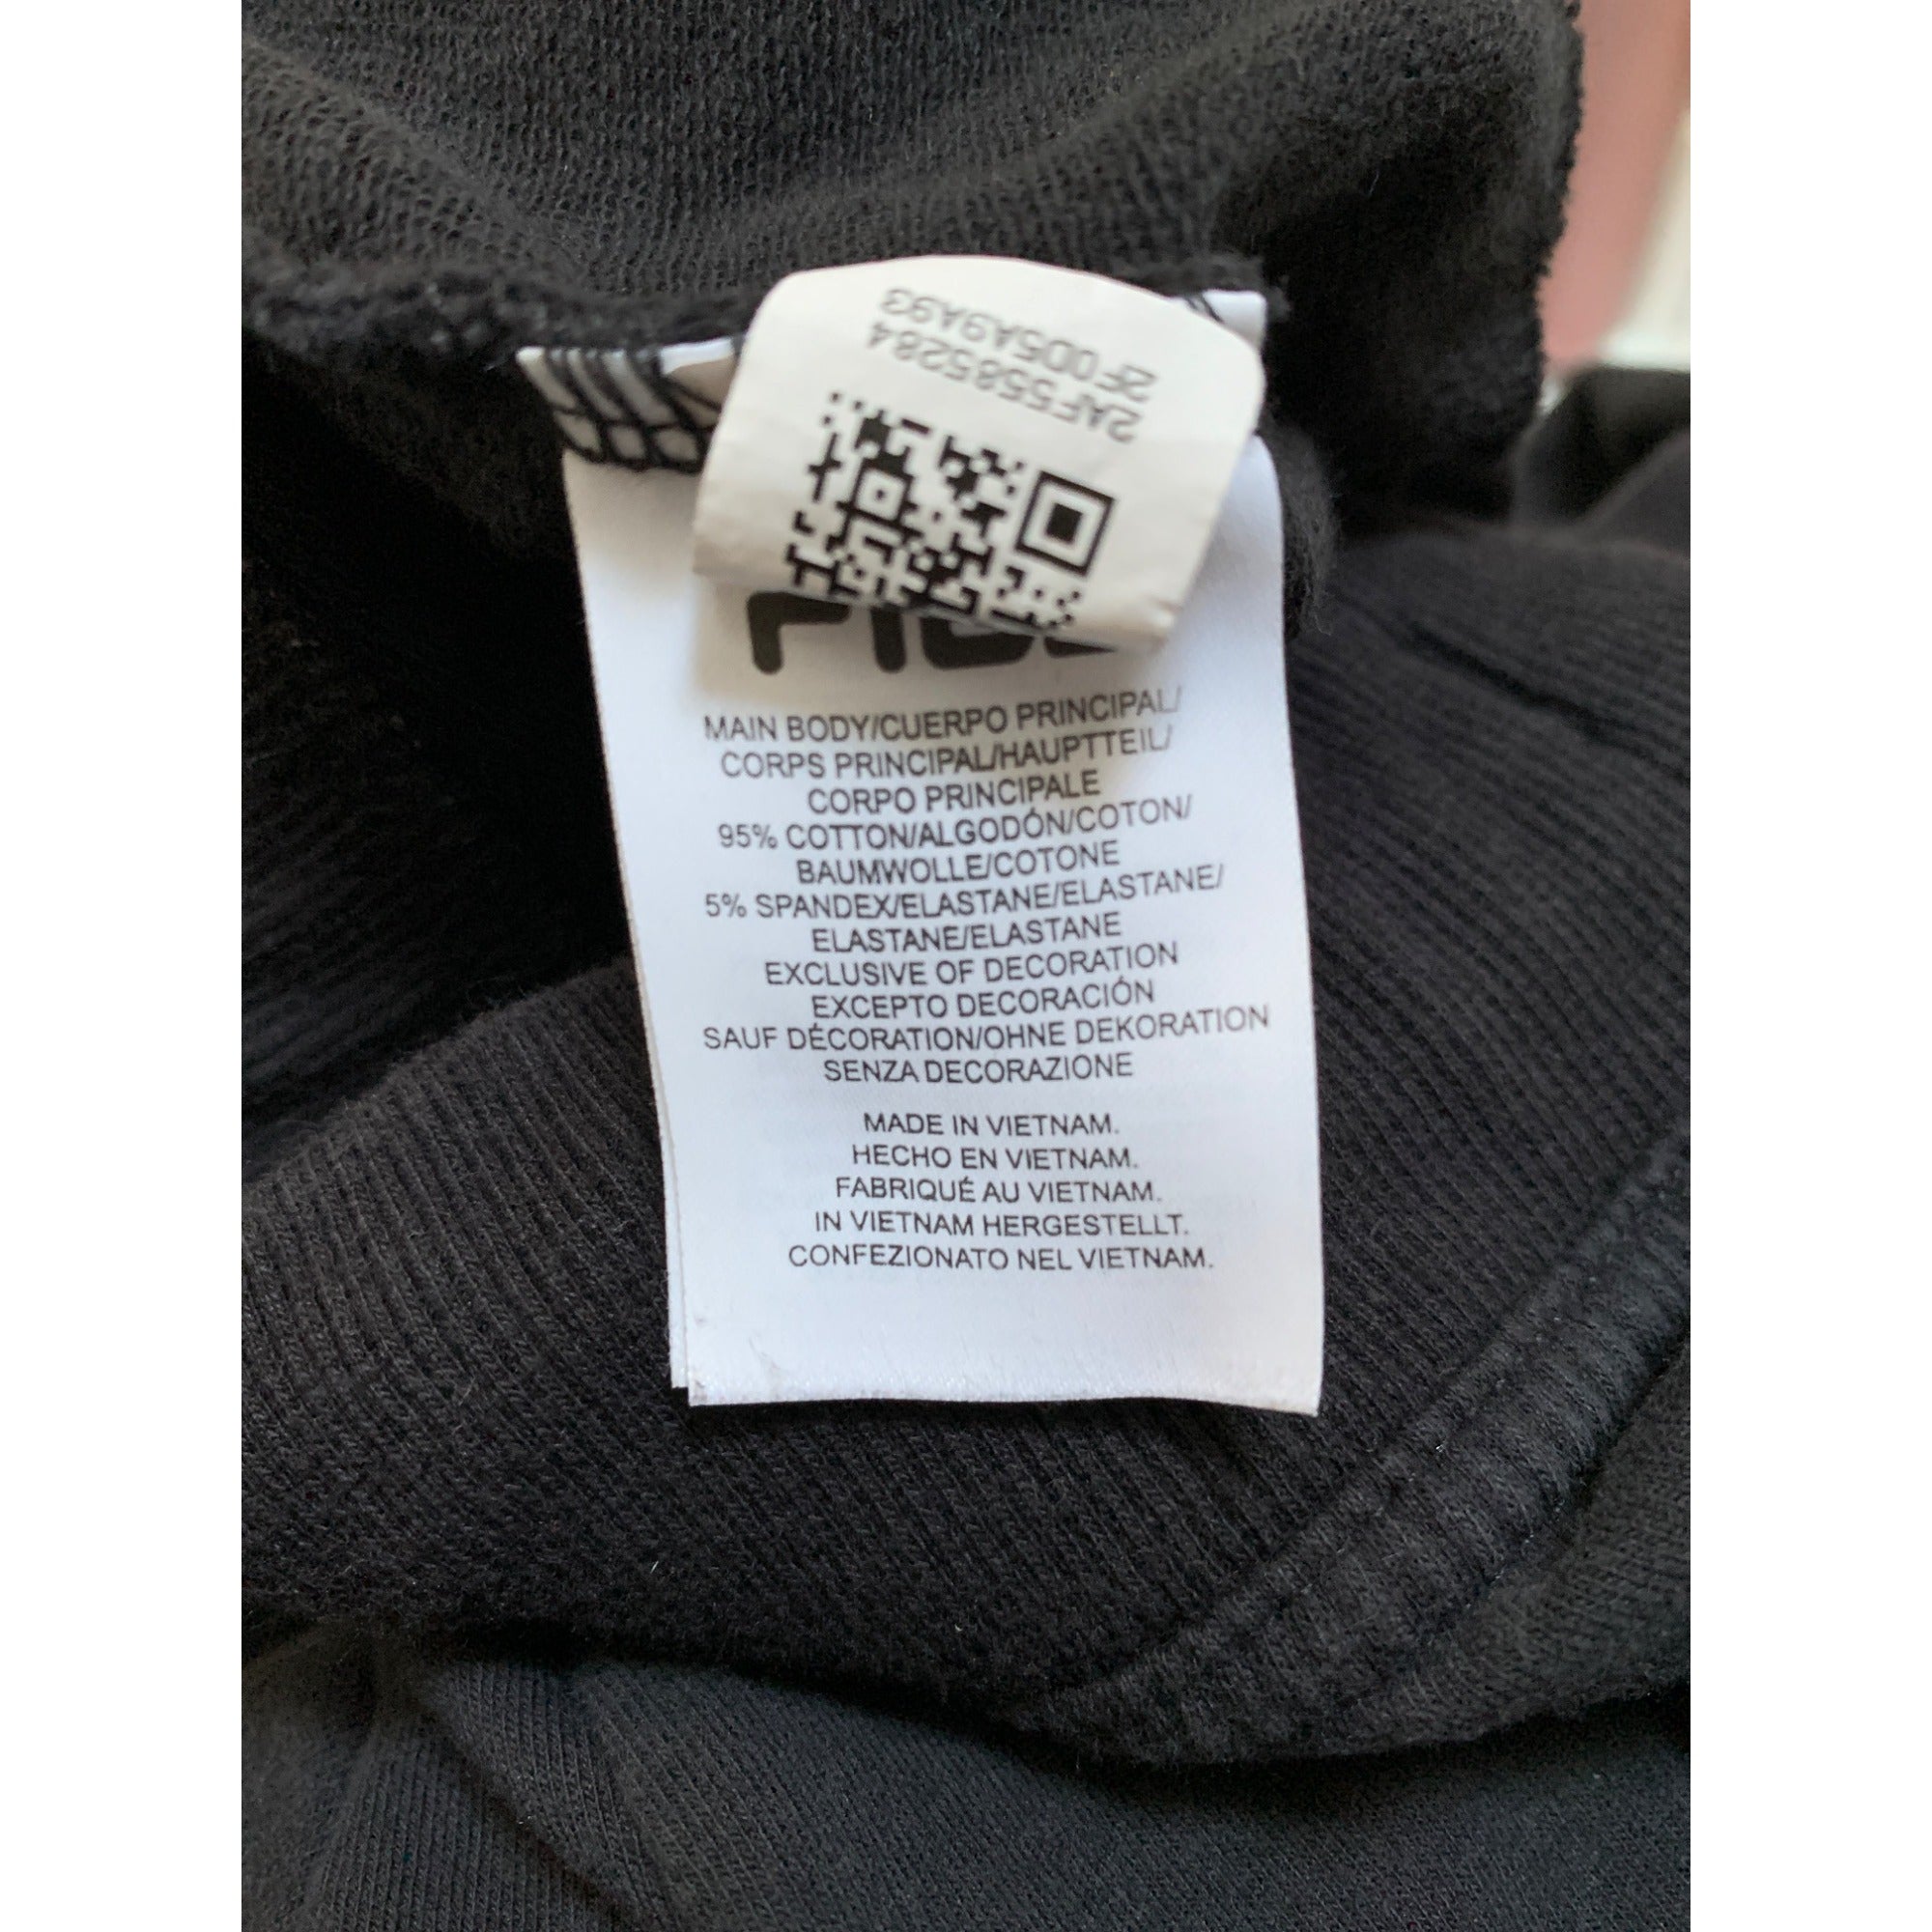 2F0D5A9A93
2AF5585284
MAIN BODY/CUERPO PRINCIPAL/
CORPS PRINCIPAL/HAUPTTEIL/
CORPO PRINCIPALE
95% COTTON/ALGODÓN/COTON/
BAUMWOLLE/COTONE
5% SPANDEX/ELASTANE/ELASTANE/
ELASTANE/ELASTANE
EXCLUSIVE OF DECORATION
EXCEPTO DECORACIÓN
SAUF DÉCORATION/OHNE DEKORATION
SENZA DECORAZIONE
MADE IN VIETNAM.
HECHO EN VIETNAM.
FABRIQUÉ AU VIETNAM.
IN VIETNAM HERGESTELLT.
CONFEZIONATO NEL VIETNAM.